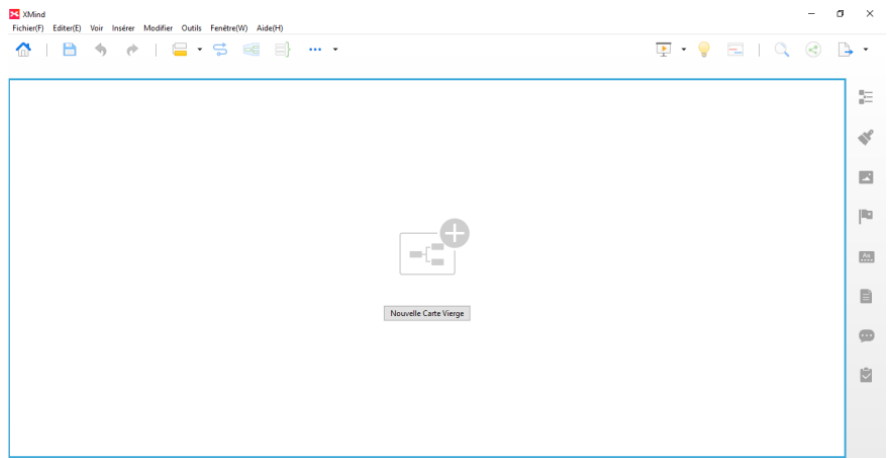 XMind
Fichier(F) Editer(E) Voir Insérer Modifier Outils Fenêtre(W) Aide(H)
Nouvelle Carte Vierge